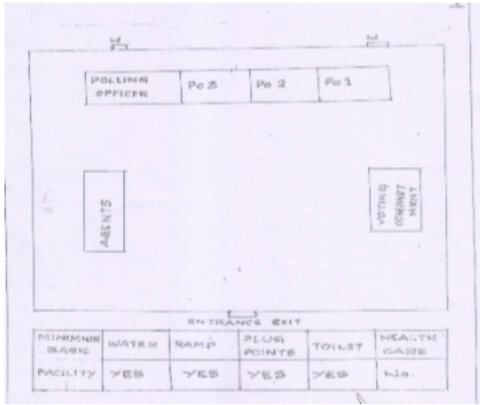 W
W
POLLING OFFICER
PO 3
PO 2
PO 1
AGENTS
VOTING COMPART MENT
ENTRANCE EXIT
MINIMUM BASIC WATER RAMP PLUG POINTS TOILET HEALTH CARE
FACILITY YES YES YES YES No.